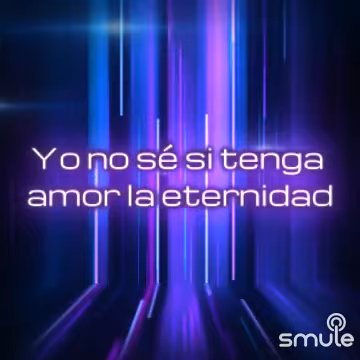 Yo no sé si tenga
amor la eternidad
smule